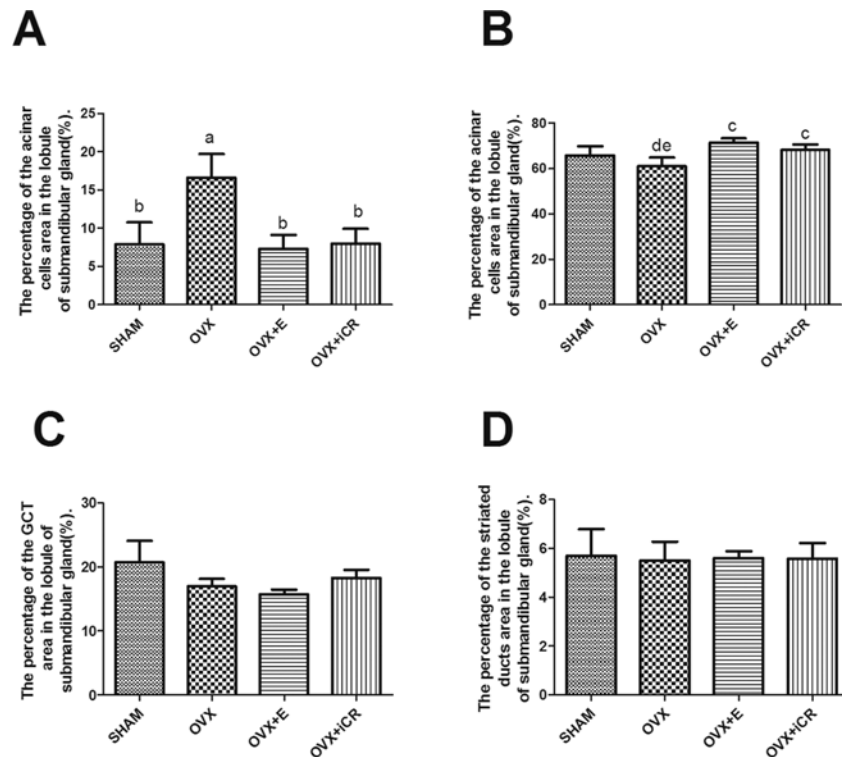 A
The percentage of the acinar
cells area in the lobule
of submandibular gland(%).
25
20
15
10
5
0
b
a
b
b
SHAM
OVX
OVX+E
OVX+iCR
B
The percentage of the acinar
cells area in the lobule
of submandibular gland(%).
80
60
40
20
0
de
c
c
SHAM
OVX
OVX+E
OVX+iCR
C
The percentage of the GCT
area in the lobule of
submandibular gland(%).
30
20
10
0
SHAM
OVX
OVX+E
OVX+iCR
D
The percentage of the striated
ducts area in the lobule
of submandibular gland(%).
8
6
4
2
0
SHAM
OVX
OVX+E
OVX+iCR